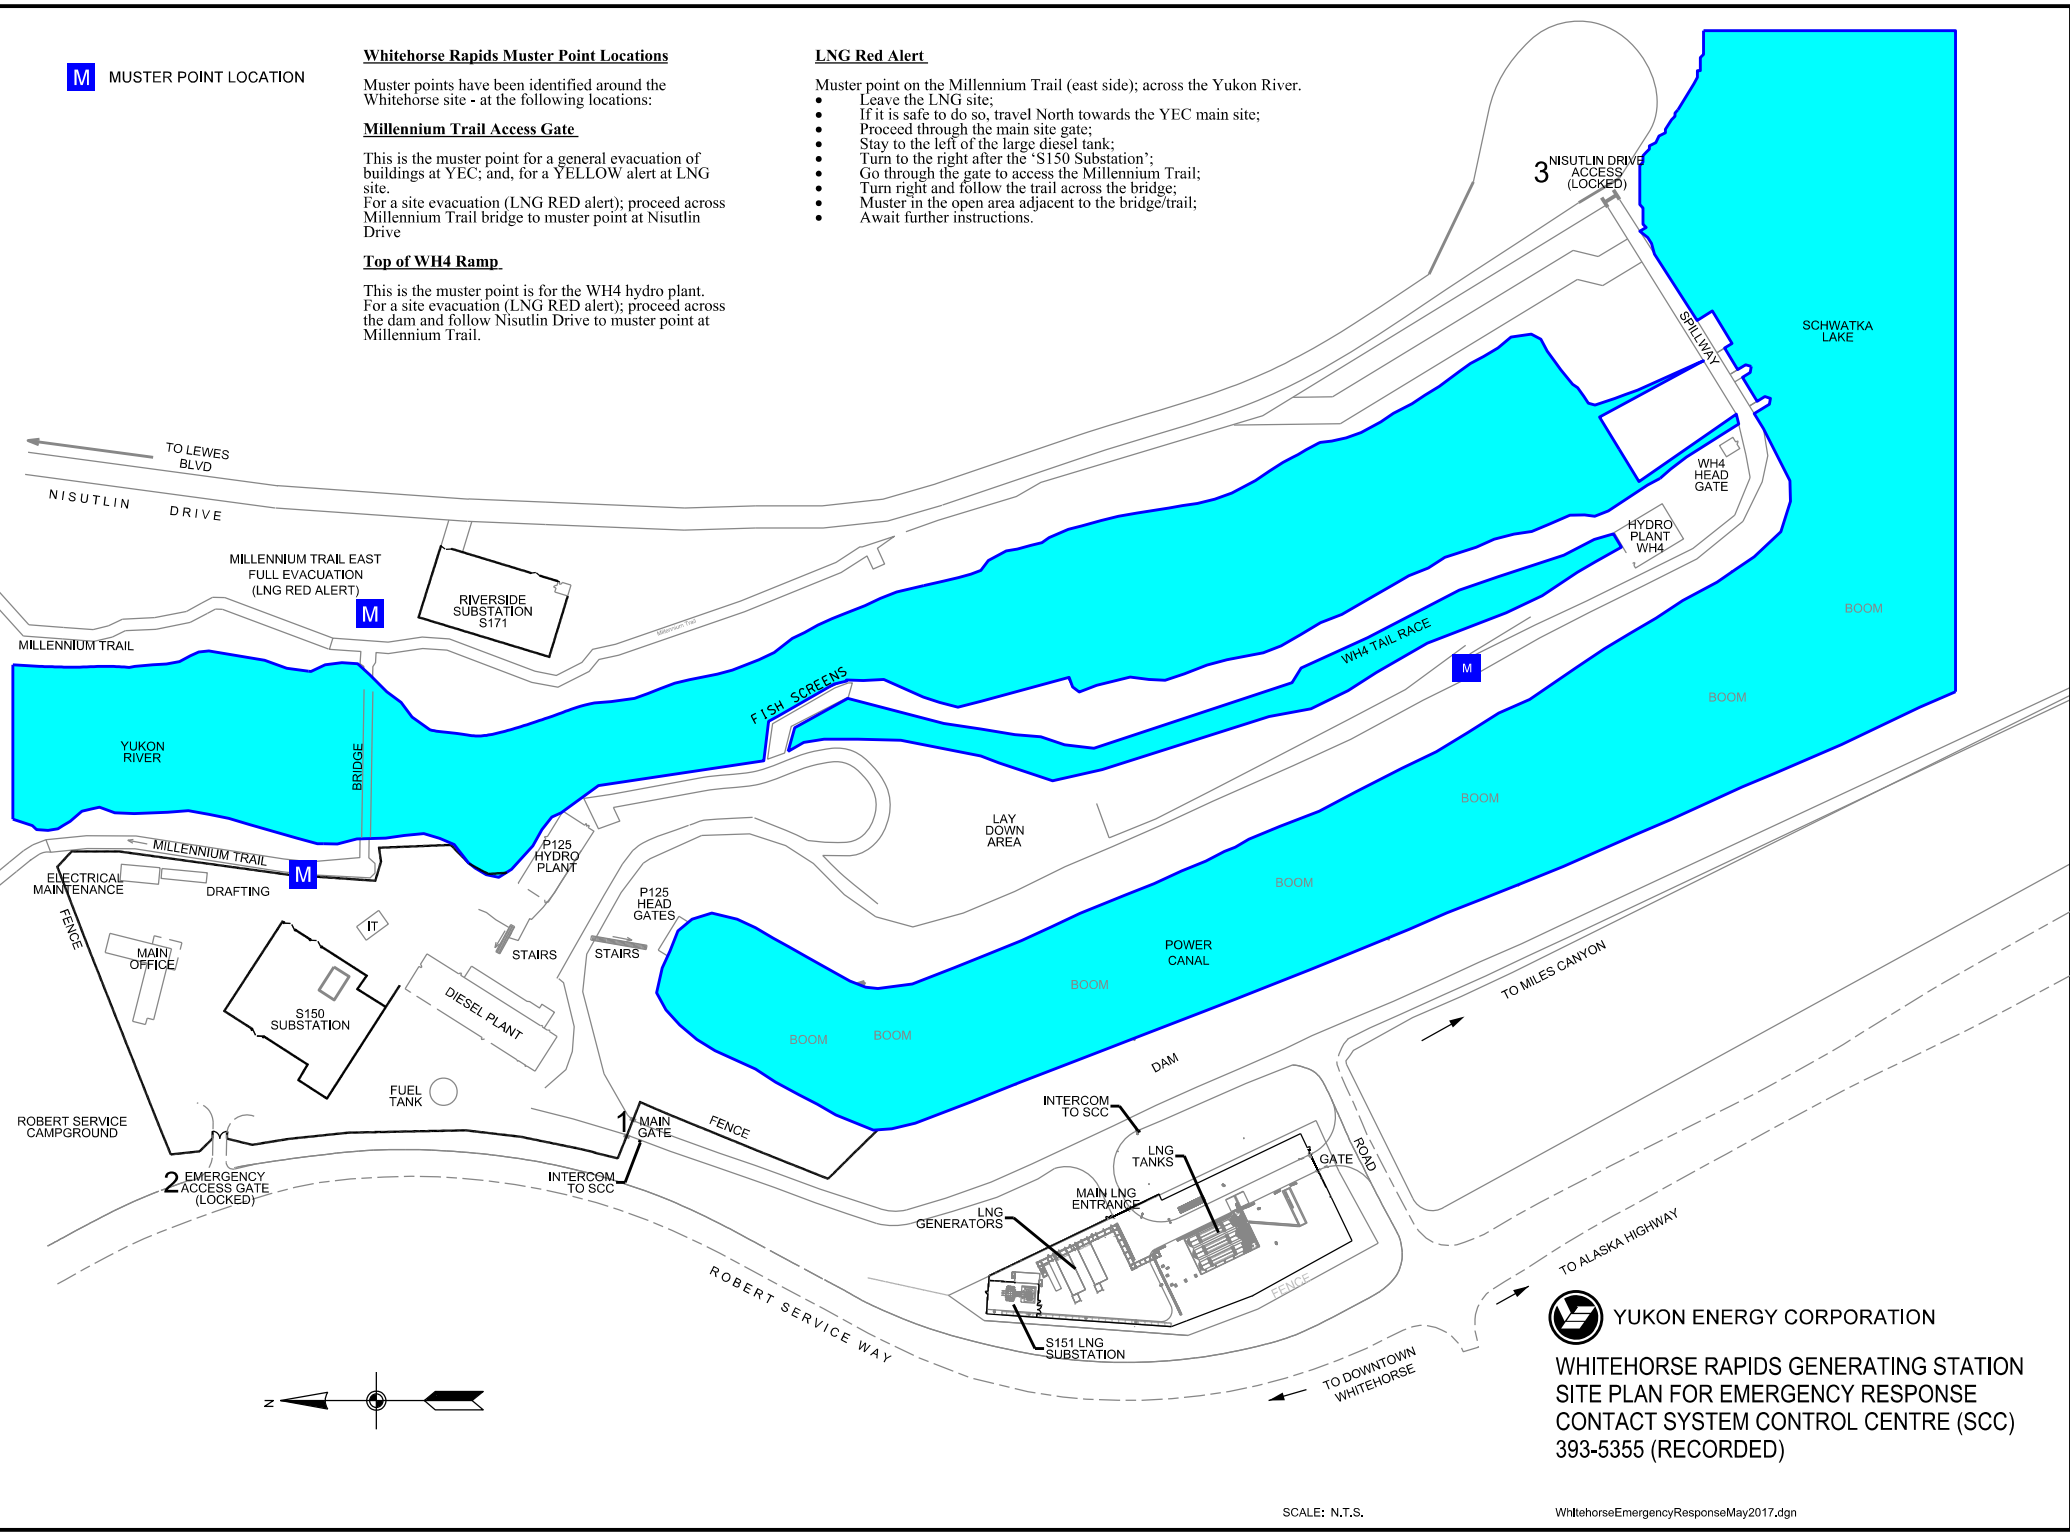 M MUSTER POINT LOCATION
Whitehorse Rapids Muster Point Locations
Muster points have been identified around the
Whitehorse site - at the following locations:
Millennium Trail Access Gate
This is the muster point for a general evacuation of
buildings at YEC; and, for a YELLOW alert at LNG
site.
For a site evacuation (LNG RED alert); proceed across
Millennium Trail bridge to muster point at Nisutlin
Drive
Top of WH4 Ramp
This is the muster point is for the WH4 hydro plant.
For a site evacuation (LNG RED alert); proceed across
the dam and follow Nisutlin Drive to muster point at
Millennium Trail.
LNG Red Alert
Muster point on the Millennium Trail (east side); across the Yukon River.
• Leave the LNG site;
• If it is safe to do so, travel North towards the YEC main site;
• Proceed through the main site gate;
• Stay to the left of the large diesel tank;
• Turn to the right after the ‘S150 Substation’;
• Go through the gate to access the Millennium Trail;
• Turn right and follow the trail across the bridge;
• Muster in the open area adjacent to the bridge/trail;
• Await further instructions.
3
NISUTLIN DRIVE
ACCESS
(LOCKED)
SPILLWAY
SCHWATKA
LAKE
TO LEWES
BLVD
NISUTLIN DRIVE
WH4
HEAD
GATE
HYDRO
PLANT
WH4
MILLENNIUM TRAIL EAST
FULL EVACUATION
(LNG RED ALERT)
M
RIVERSIDE
SUBSTATION
S171
Millennium Trail
MILLENNIUM TRAIL
BOOM
WH4 TAIL RACE
M
BOOM
FISH SCREENS
YUKON
RIVER
BRIDGE
BOOM
LAY
DOWN
AREA
MILLENNIUM TRAIL
M
P125
HYDRO
PLANT
ELECTRICAL
MAINTENANCE
DRAFTING
BOOM
P125
HEAD
GATES
FENCE
IT
MAIN
OFFICE
STAIRS
STAIRS
POWER
CANAL
TO MILES CANYON
BOOM
DIESEL PLANT
S150
SUBSTATION
BOOM
BOOM
DAM
FUEL
TANK
ROBERT SERVICE
CAMPGROUND
1
MAIN
GATE
FENCE
INTERCOM
TO SCC
LNG
TANKS
GATE
ROAD
2
EMERGENCY
ACCESS GATE
(LOCKED)
INTERCOM
TO SCC
MAIN LNG
ENTRANCE
LNG
GENERATORS
TO ALASKA HIGHWAY
FENCE
ROBERT SERVICE WAY
S151 LNG
SUBSTATION
TO DOWNTOWN
WHITEHORSE
N
YUKON ENERGY CORPORATION
WHITEHORSE RAPIDS GENERATING STATION
SITE PLAN FOR EMERGENCY RESPONSE
CONTACT SYSTEM CONTROL CENTRE (SCC)
393-5355 (RECORDED)
SCALE: N.T.S.
WhitehorseEmergencyResponseMay2017.dgn